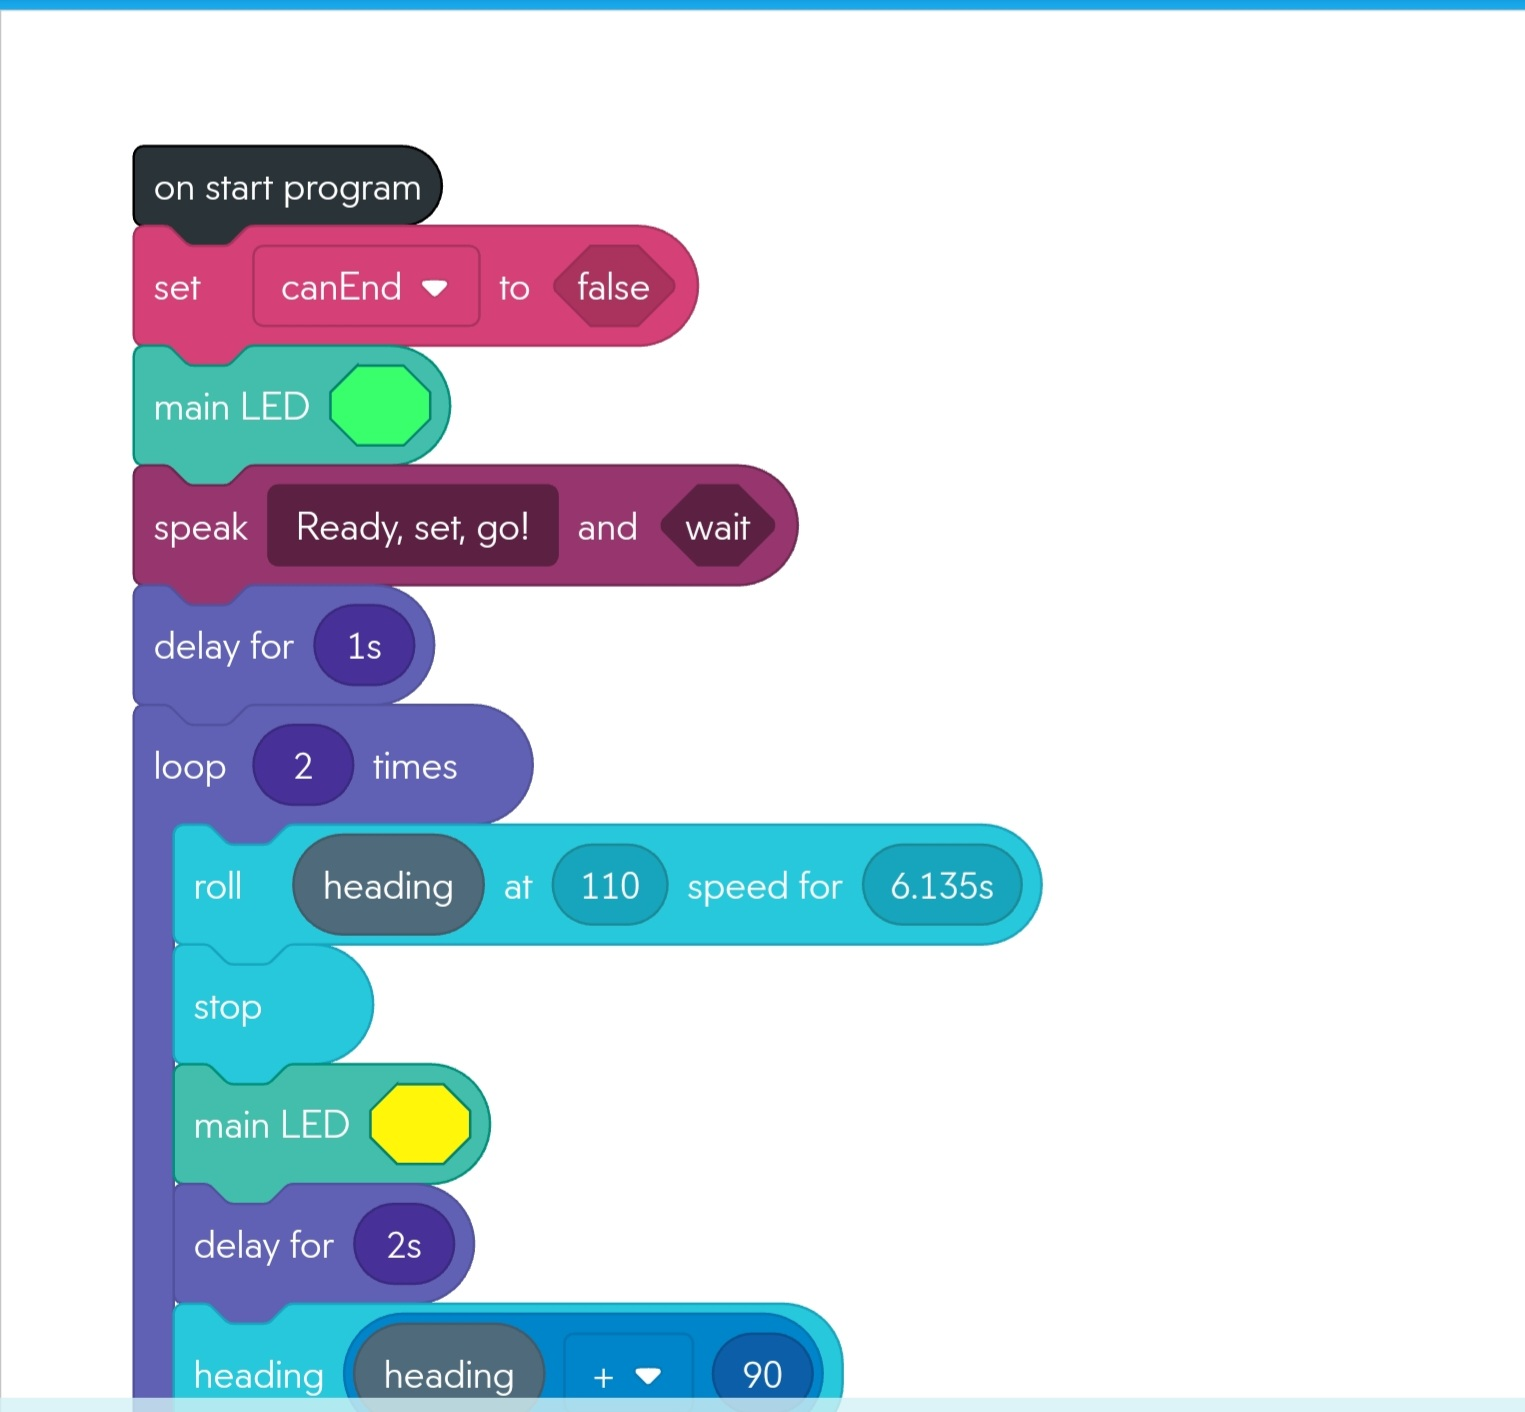 on start program
set canEnd to false
main LED
speak Ready, set, go! and wait
delay for 1s
loop 2 times
roll heading at 110 speed for 6.135s
stop
main LED
delay for 2s
heading heading + 90